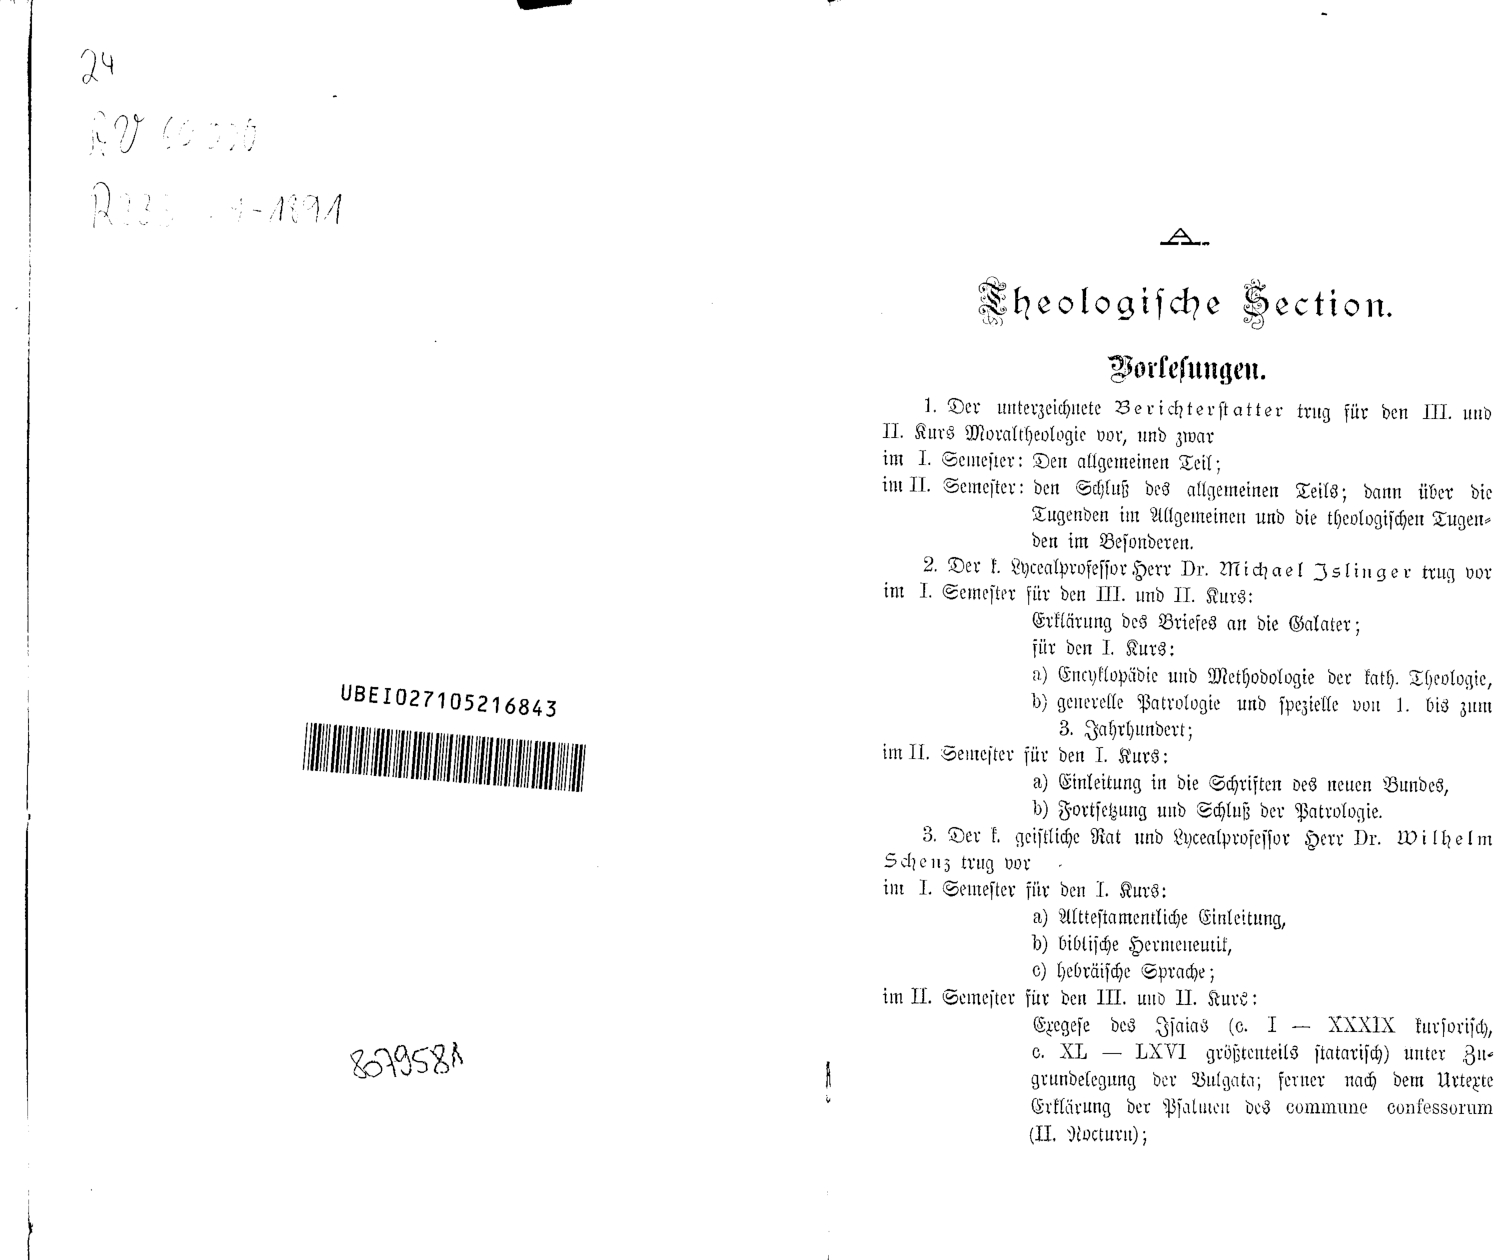 24
UBEI027105216843
8079581
A.
Theologische Section.
Vorlesungen.
1. Der unterzeichnete Berichterstatter trug für den III. und
II. Kurs Moraltheologie vor, und zwar
im I. Semester: Den allgemeinen Teil;
im II. Semester: den Schluß des allgemeinen Teils; dann über die
Tugenden im Allgemeinen und die theologischen Tugen-
den im Besonderen.
2. Der k. Lycealprofessor Herr Dr. Michael Islinger trug vor
im I. Semester für den III. und II. Kurs:
Erklärung des Briefes an die Galater;
für den I. Kurs:
a) Encyklopädie und Methodologie der kath. Theologie,
b) generelle Patrologie und spezielle von 1. bis zum
3. Jahrhundert;
im II. Semester für den I. Kurs:
a) Einleitung in die Schriften des neuen Bundes,
b) Fortsetzung und Schluß der Patrologie.
3. Der k. geistliche Rat und Lycealprofessor Herr Dr. Wilhelm
Schenz trug vor
im I. Semester für den I. Kurs:
a) Alttestamentliche Einleitung,
b) biblische Hermeneutik,
c) hebräische Sprache;
im II. Semester für den III. und II. Kurs:
Exegese des Isaias (c. I — XXXIX kursorisch,
c. XL — LXVI größtenteils statarisch) unter Zu-
grundelegung der Vulgata; ferner nach dem Urtexte
Erklärung der Psalmen des commune confessorum
(II. Nocturn);